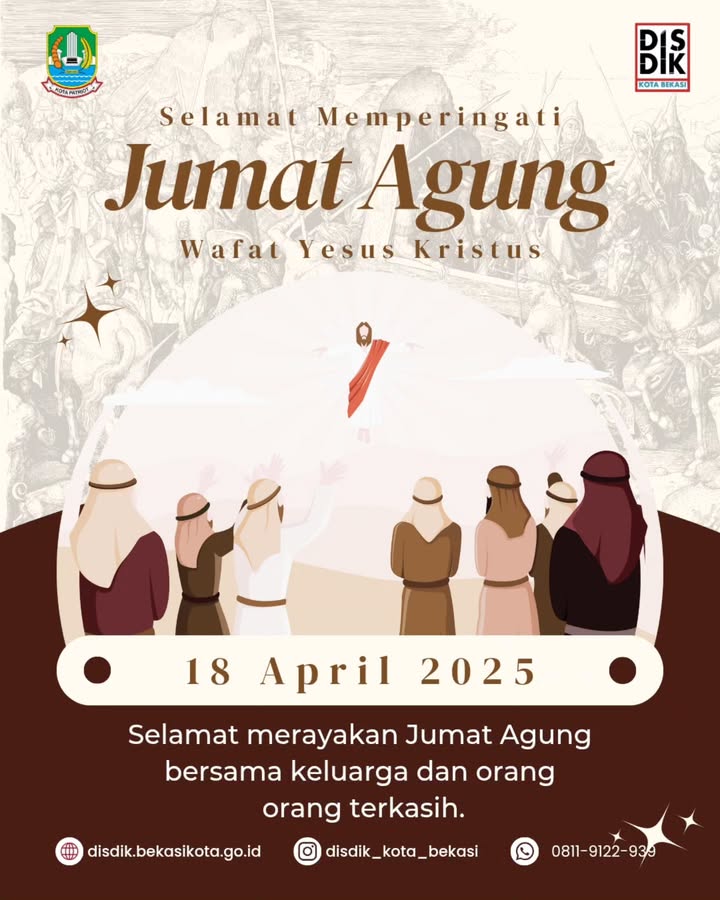 KOTA PATRIOT
DIS
DIK
KOTA BEKASI
Selamat Memperingati
Jumat Agung
Wafat Yesus Kristus
18 April 2025
Selamat merayakan Jumat Agung
bersama keluarga dan orang
orang terkasih.
disdik.bekasikota.go.id disdik_kota_bekasi 0811-9122-939